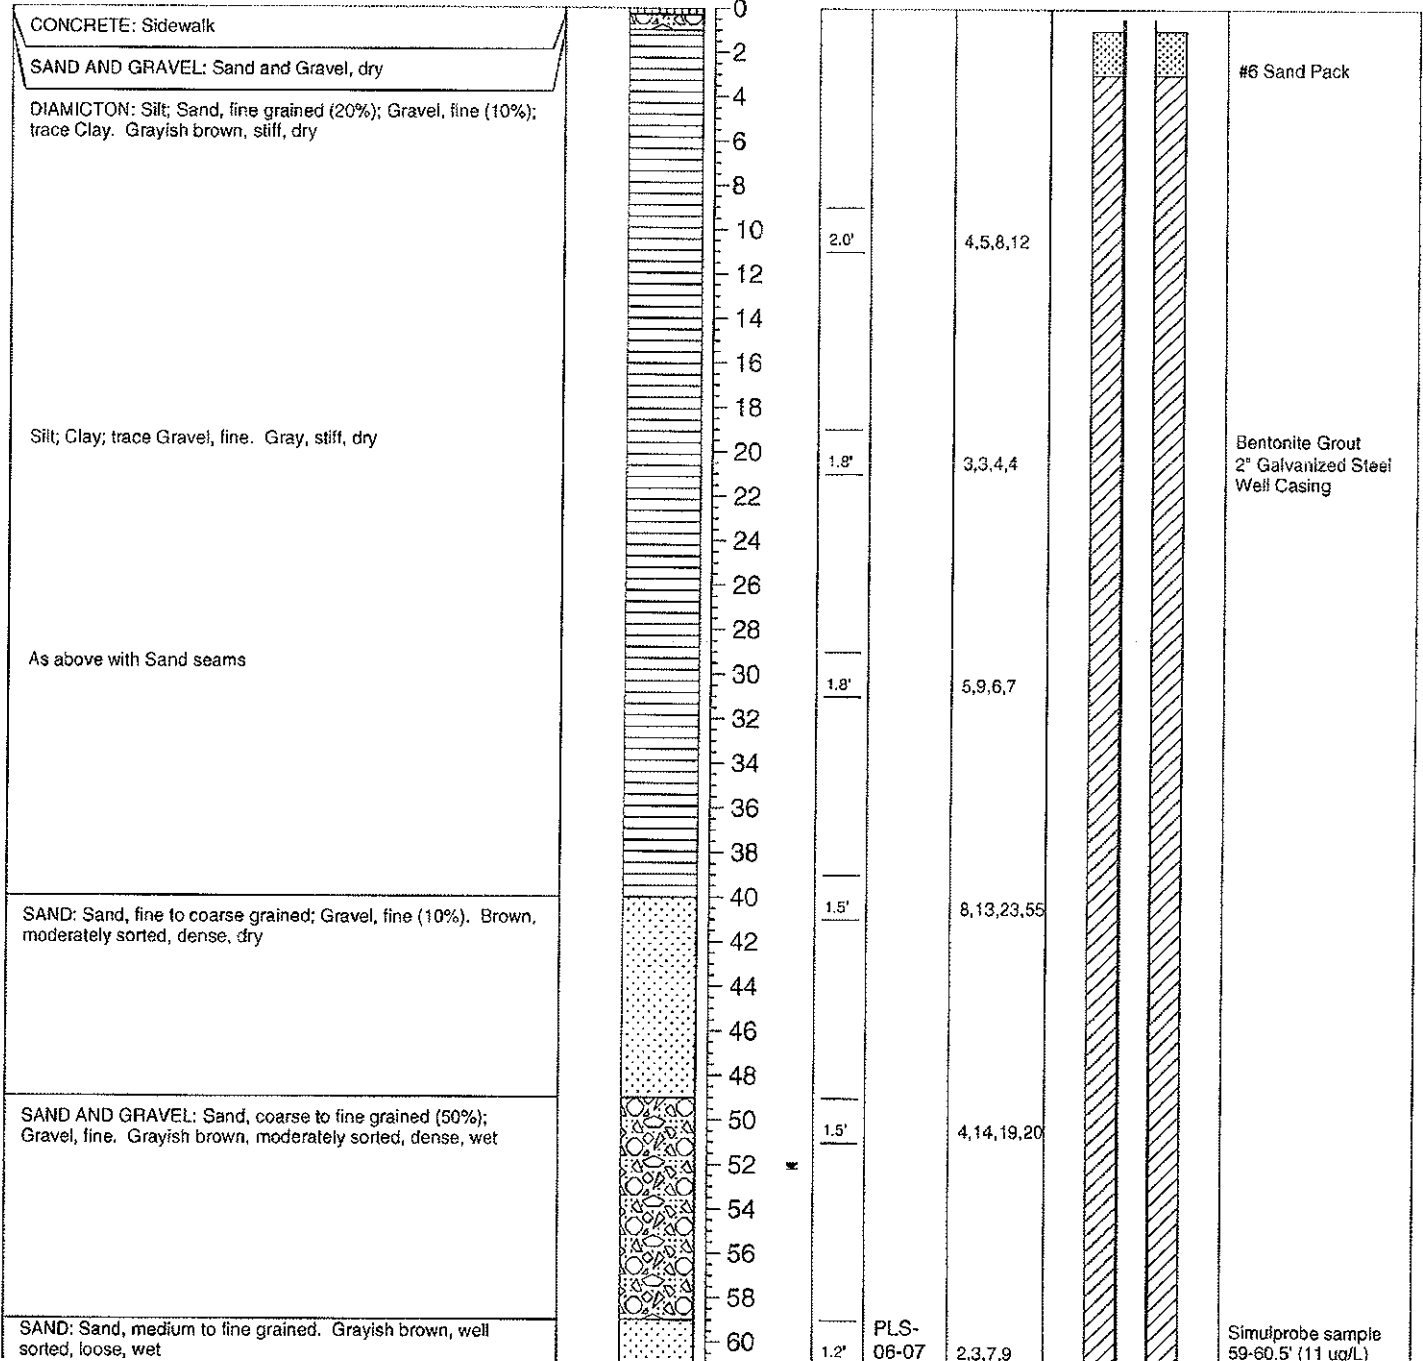 CONCRETE: Sidewalk
SAND AND GRAVEL: Sand and Gravel, dry
DIAMICTON: Silt; Sand, fine grained (20%); Gravel, fine (10%);
trace Clay. Grayish brown, stiff, dry
Silt; Clay; trace Gravel, fine. Gray, stiff, dry
As above with Sand seams
SAND: Sand, fine to coarse grained; Gravel, fine (10%). Brown,
moderately sorted, dense, dry
SAND AND GRAVEL: Sand, coarse to fine grained (50%);
Gravel, fine. Grayish brown, moderately sorted, dense, wet
SAND: Sand, medium to fine grained. Grayish brown, well
sorted, loose, wet
0
2
4
6
8
10
12
14
16
18
20
22
24
26
28
30
32
34
36
38
40
42
44
46
48
50
52
54
56
58
60
2.0'
1.8'
1.8'
1.5'
1.5'
1.2'
PLS-
06-07
4,5,8,12
3,3,4,4
5,9,6,7
8,13,23,55
4,14,19,20
2,3,7,9
#6 Sand Pack
Bentonite Grout
2" Galvanized Steel
Well Casing
Simulprobe sample
59-60.5' (11 ug/L)